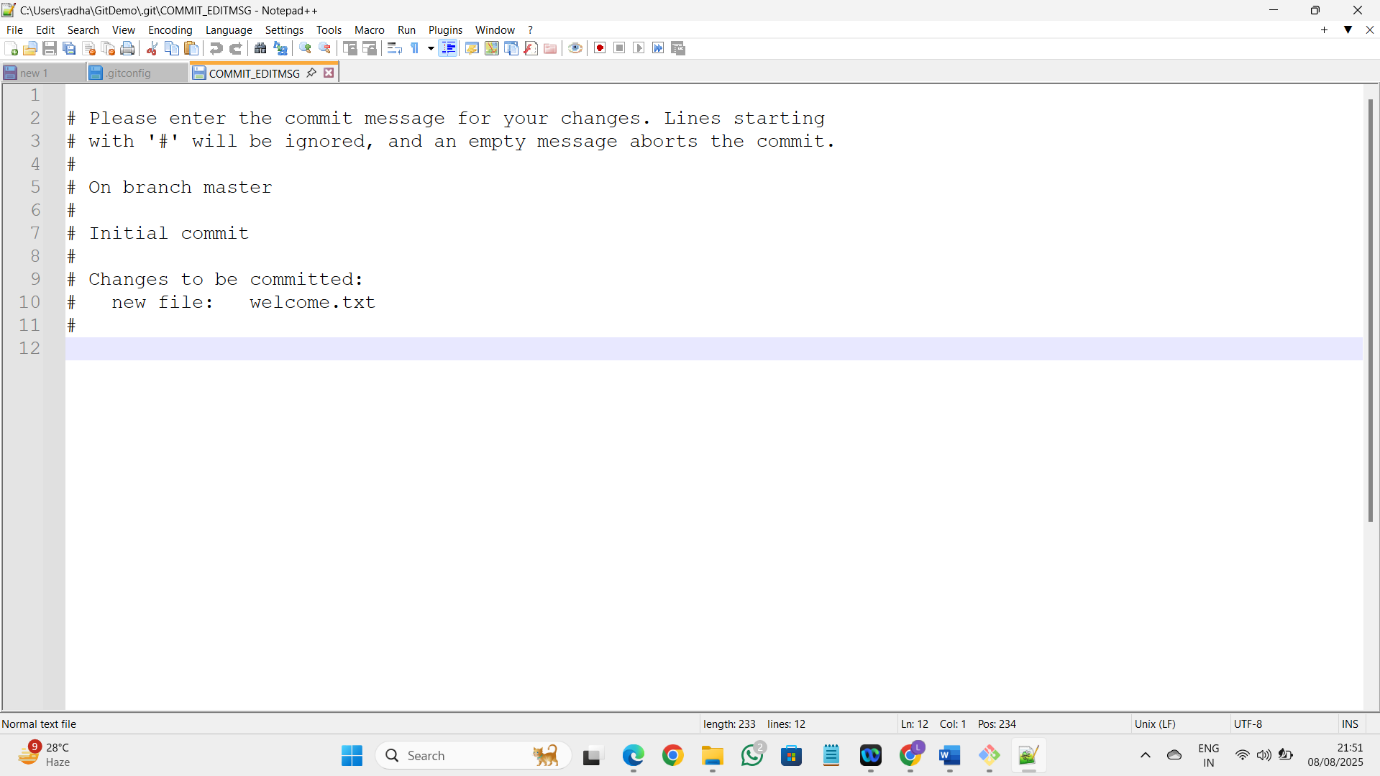 C:\Users\radha\GitDemo\.git\COMMIT_EDITMSG - Notepad++
File Edit Search View Encoding Language Settings Tools Macro Run Plugins Window ?
new 1 .gitconfig COMMIT_EDITMSG
1
2 # Please enter the commit message for your changes. Lines starting
3 # with '#' will be ignored, and an empty message aborts the commit.
4 #
5 # On branch master
6 #
7 # Initial commit
8 #
9 # Changes to be committed:
10 #	new file:   welcome.txt
11 #
12
Normal text file length: 233 lines: 12 Ln: 12 Col: 1 Pos: 234 Unix (LF) UTF-8 INS
9 28°C Search 2 L ENG 21:51
Haze IN 08/08/2025